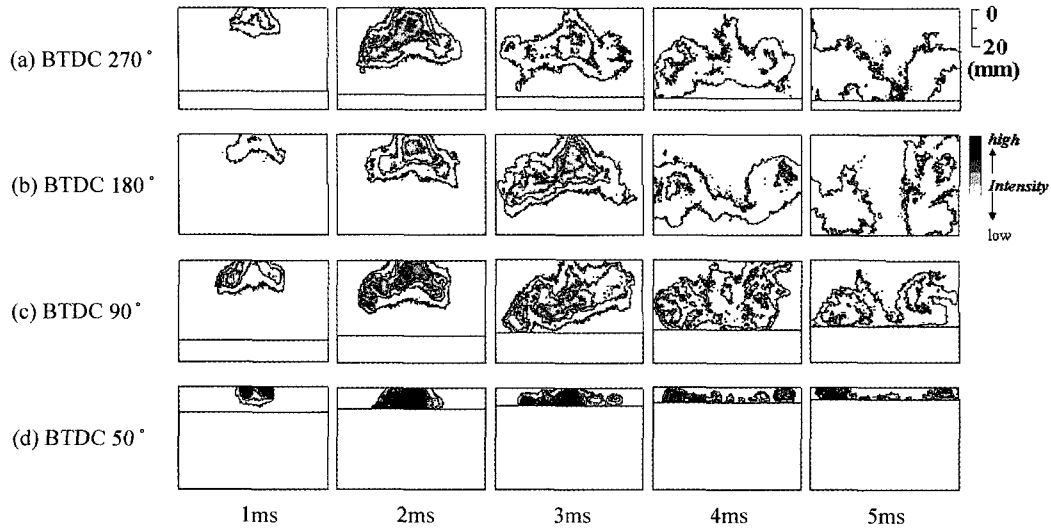 (a) BTDC 270°
0
20
(mm)
(b) BTDC 180°
high
Intensity
low
(c) BTDC 90°
(d) BTDC 50°
1ms 2ms 3ms 4ms 5ms